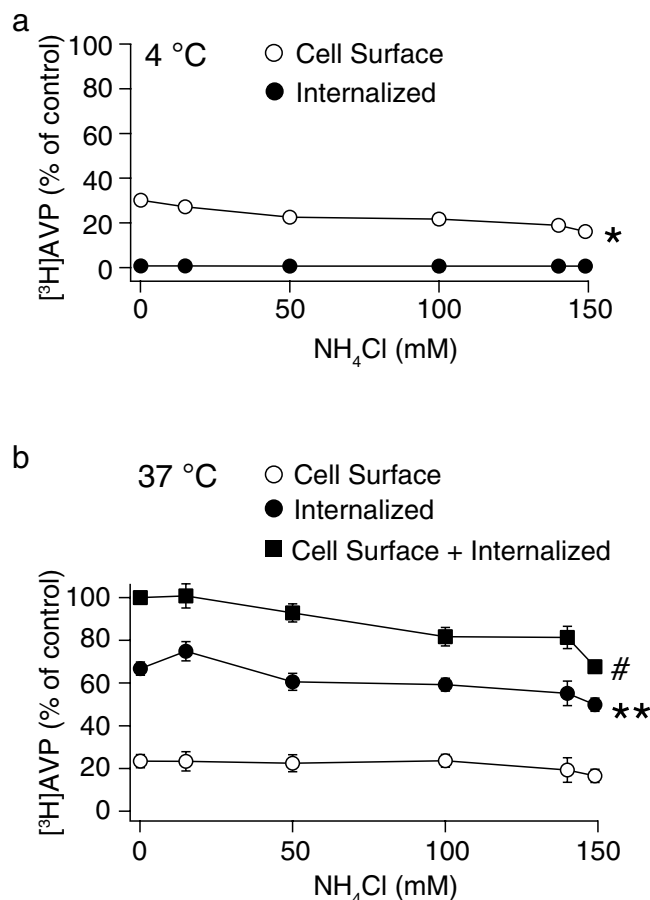 a
4 °C
○ Cell Surface
● Internalized
[³H]AVP (% of control)
100
80
60
40
20
0
*
0 50 100 150
NH₄Cl (mM)
b
37 °C
○ Cell Surface
● Internalized
■ Cell Surface + Internalized
[³H]AVP (% of control)
100
80
60
40
20
0
#
**
0 50 100 150
NH₄Cl (mM)